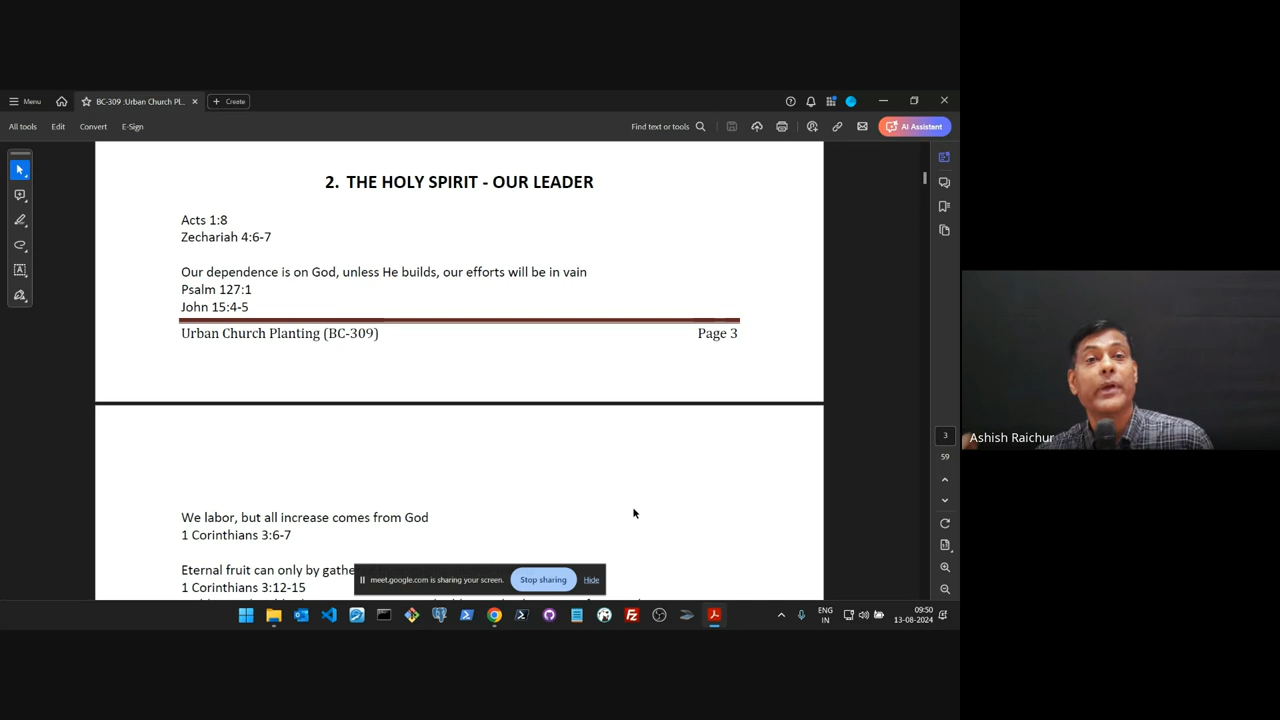 Menu
BC-309 :Urban Church Pl...
Create
All tools
Edit
Convert
E-Sign
Find text or tools
AI Assistant
2. THE HOLY SPIRIT - OUR LEADER
Acts 1:8
Zechariah 4:6-7
Our dependence is on God, unless He builds, our efforts will be in vain
Psalm 127:1
John 15:4-5
Urban Church Planting (BC-309)
Page 3
We labor, but all increase comes from God
1 Corinthians 3:6-7
Eternal fruit can only by gathe
1 Corinthians 3:12-15
meet.google.com is sharing your screen.
Stop sharing
Hide
3
59
Ashish Raichur
ENG
IN
09:50
13-08-2024